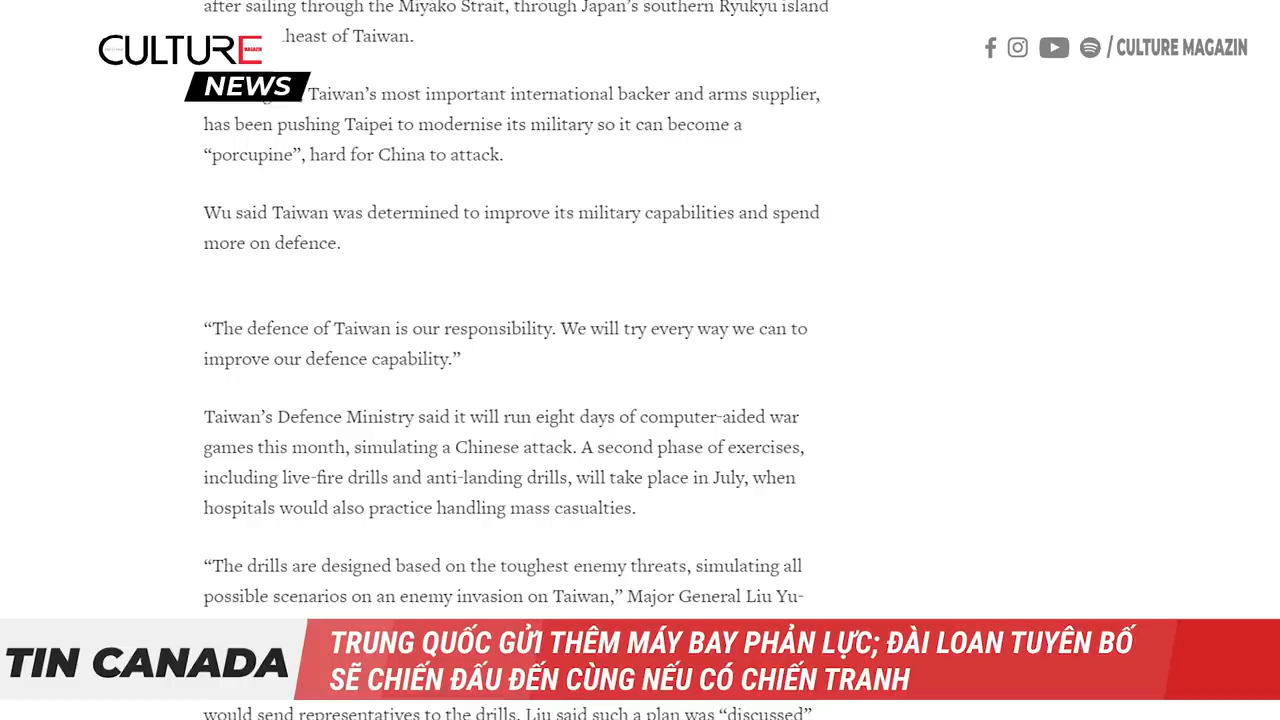 after sailing through the Miyako Strait, through Japan’s southern Ryukyu island
heast of Taiwan.
CULTURE MAGAZIN
NEWS
/ CULTURE MAGAZIN
Taiwan’s most important international backer and arms supplier,
has been pushing Taipei to modernise its military so it can become a
“porcupine”, hard for China to attack.
Wu said Taiwan was determined to improve its military capabilities and spend
more on defence.
“The defence of Taiwan is our responsibility. We will try every way we can to
improve our defence capability.”
Taiwan’s Defence Ministry said it will run eight days of computer-aided war
games this month, simulating a Chinese attack. A second phase of exercises,
including live-fire drills and anti-landing drills, will take place in July, when
hospitals would also practice handling mass casualties.
“The drills are designed based on the toughest enemy threats, simulating all
possible scenarios on an enemy invasion on Taiwan,” Major General Liu Yu-
TIN CANADA
TRUNG QUỐC GỬI THÊM MÁY BAY PHẢN LỰC; ĐÀI LOAN TUYÊN BỐ
SẼ CHIẾN ĐẤU ĐẾN CÙNG NẾU CÓ CHIẾN TRANH
would send representatives to the drills. Liu said such a plan was “discussed”